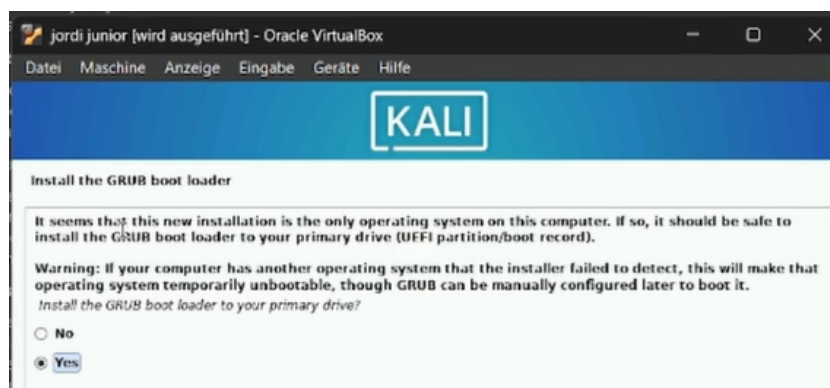 jordi junior [wird ausgeführt] - Oracle VirtualBox
Datei Maschine Anzeige Eingabe Geräte Hilfe
KALI
Install the GRUB boot loader
It seems that this new installation is the only operating system on this computer. If so, it should be safe to
install the GRUB boot loader to your primary drive (UEFI partition/boot record).
Warning: If your computer has another operating system that the installer failed to detect, this will make that
operating system temporarily unbootable, though GRUB can be manually configured later to boot it.
Install the GRUB boot loader to your primary drive?
No
Yes